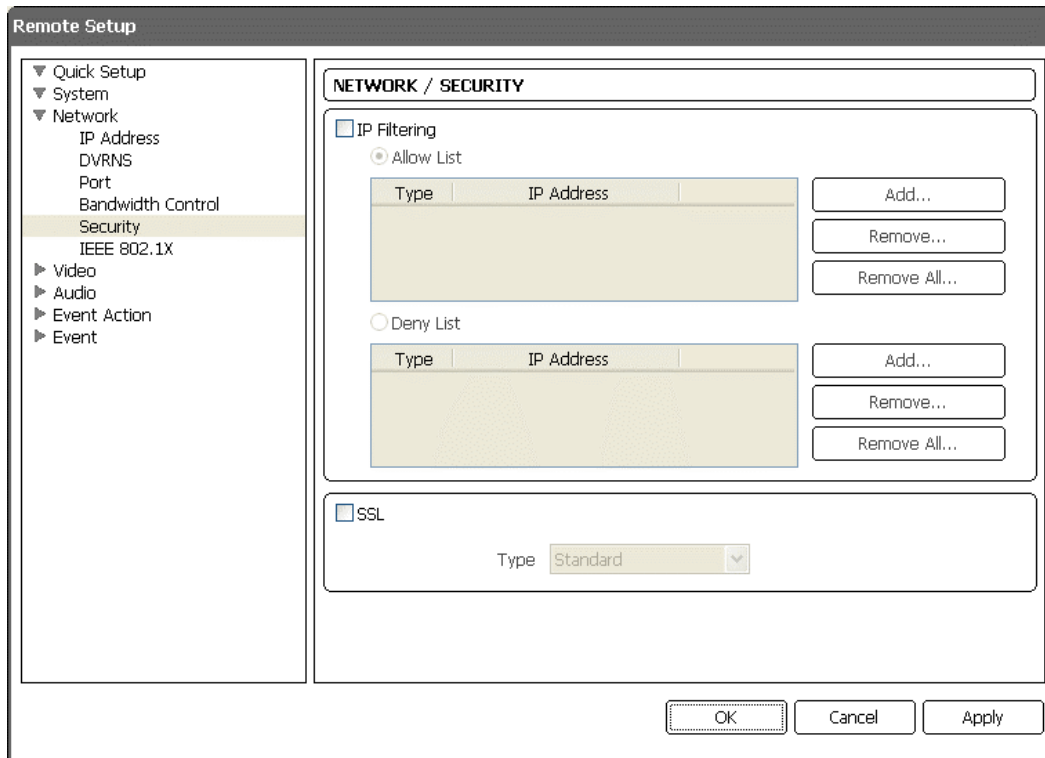 Remote Setup
Quick Setup
System
Network
IP Address
DVRNS
Port
Bandwidth Control
Security
IEEE 802.1X
Video
Audio
Event Action
Event
NETWORK / SECURITY
IP Filtering
Allow List
Type IP Address
Add...
Remove...
Remove All...
Deny List
Type IP Address
Add...
Remove...
Remove All...
SSL
Type Standard
OK Cancel Apply